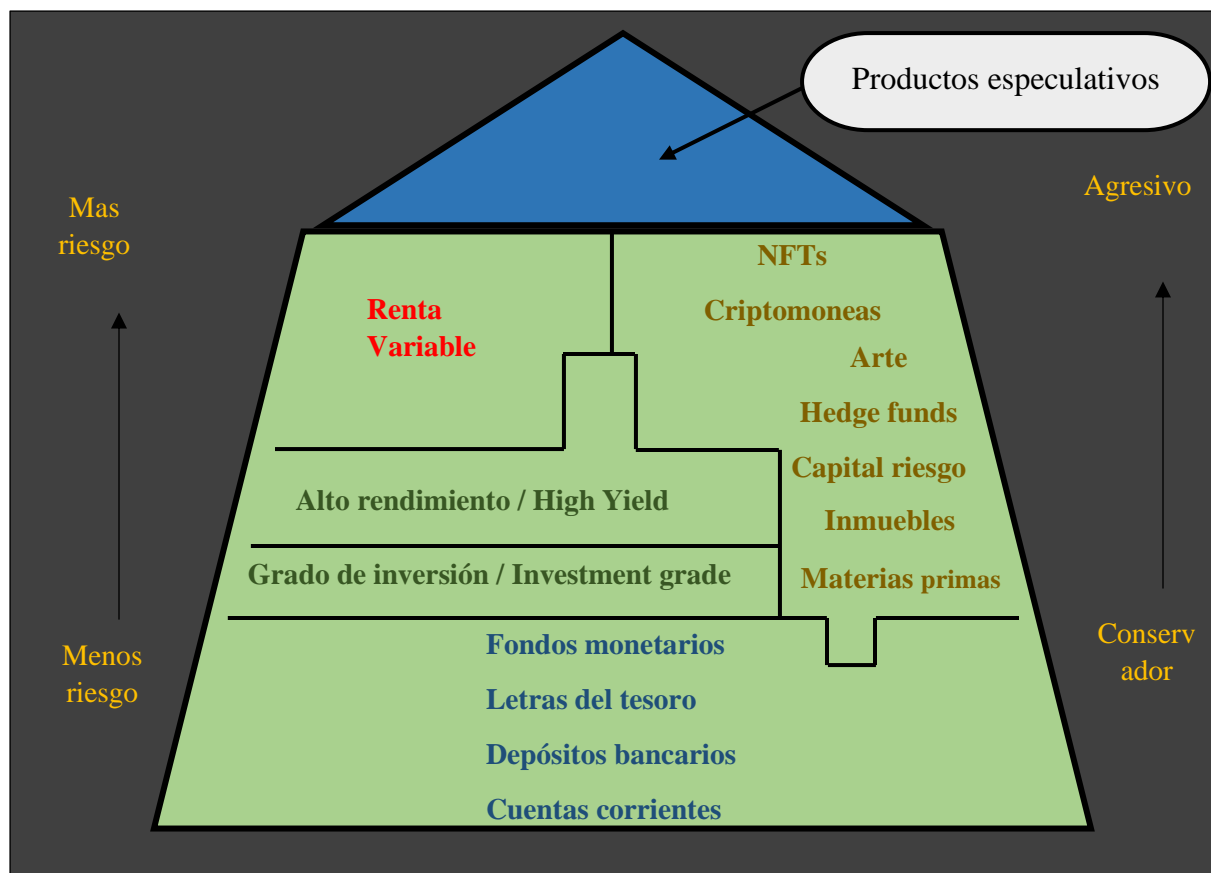 Productos especulativos
Agresivo
Mas
riesgo
NFTs
Renta
Variable
Criptomoneas
Arte
Hedge funds
Capital riesgo
Alto rendimiento / High Yield
Inmuebles
Grado de inversión / Investment grade
Materias primas
Menos
riesgo
Conserv
ador
Fondos monetarios
Letras del tesoro
Depósitos bancarios
Cuentas corrientes